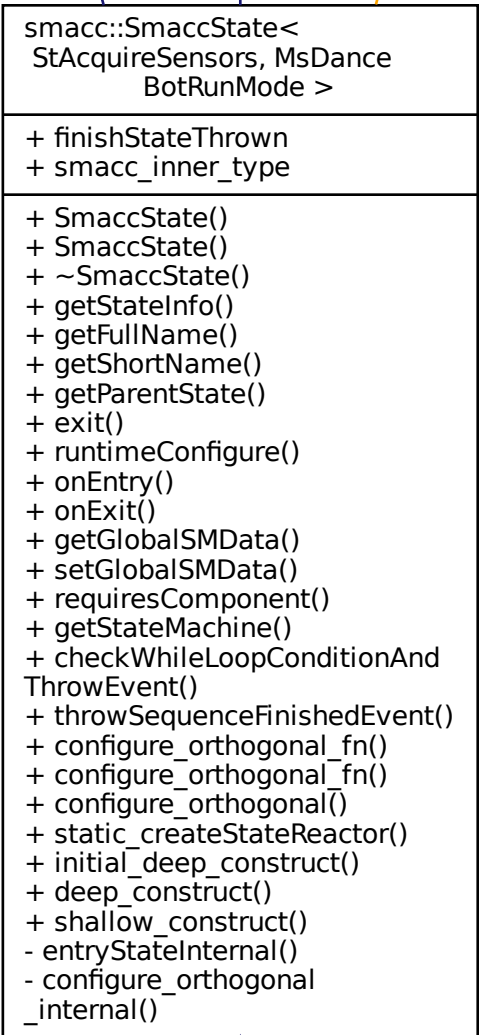 smacc::SmaccState<
StAcquireSensors, MsDance
BotRunMode >
+ finishStateThrown
+ smacc_inner_type
+ SmaccState()
+ SmaccState()
+ ~SmaccState()
+ getStateInfo()
+ getFullName()
+ getShortName()
+ getParentState()
+ exit()
+ runtimeConfigure()
+ onEntry()
+ onExit()
+ getGlobalSMData()
+ setGlobalSMData()
+ requiresComponent()
+ getStateMachine()
+ checkWhileLoopConditionAnd
ThrowEvent()
+ throwSequenceFinishedEvent()
+ configure_orthogonal_fn()
+ configure_orthogonal_fn()
+ configure_orthogonal()
+ static_createStateReactor()
+ initial_deep_construct()
+ deep_construct()
+ shallow_construct()
- entryStateInternal()
- configure_orthogonal
_internal()